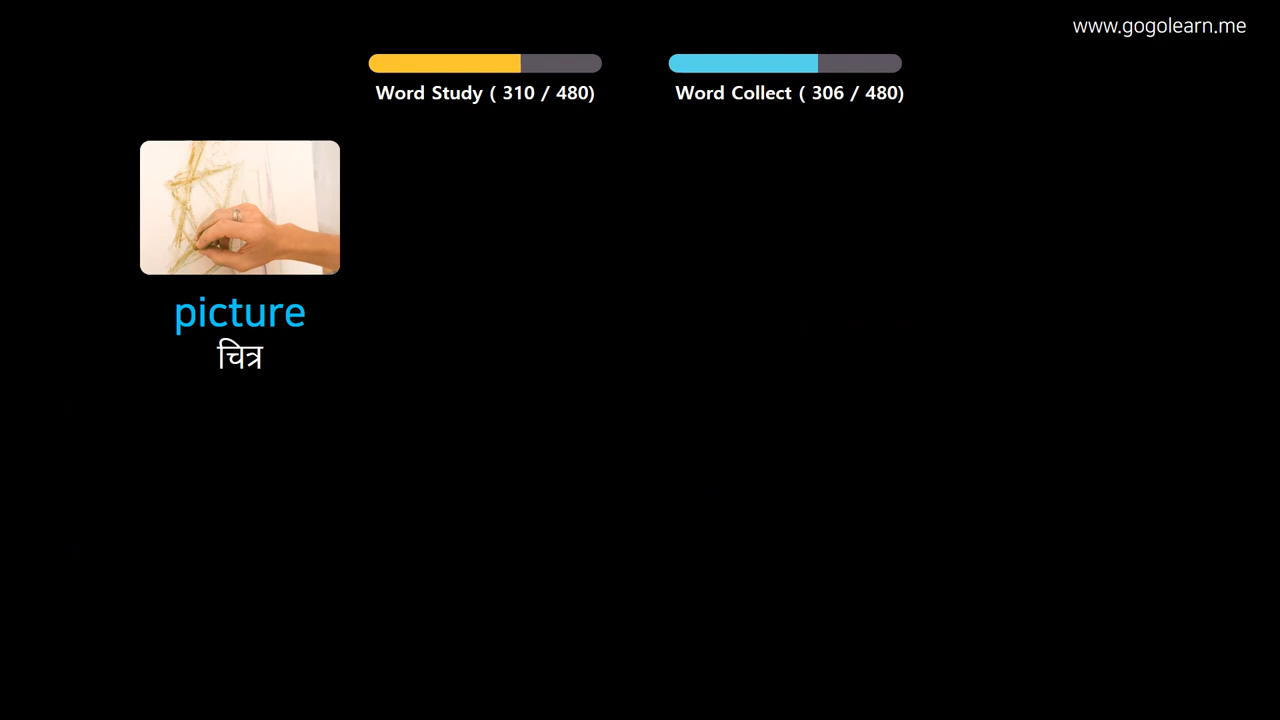 www.gogolearn.me
Word Study ( 310 / 480)
Word Collect ( 306 / 480)
picture
चित्र